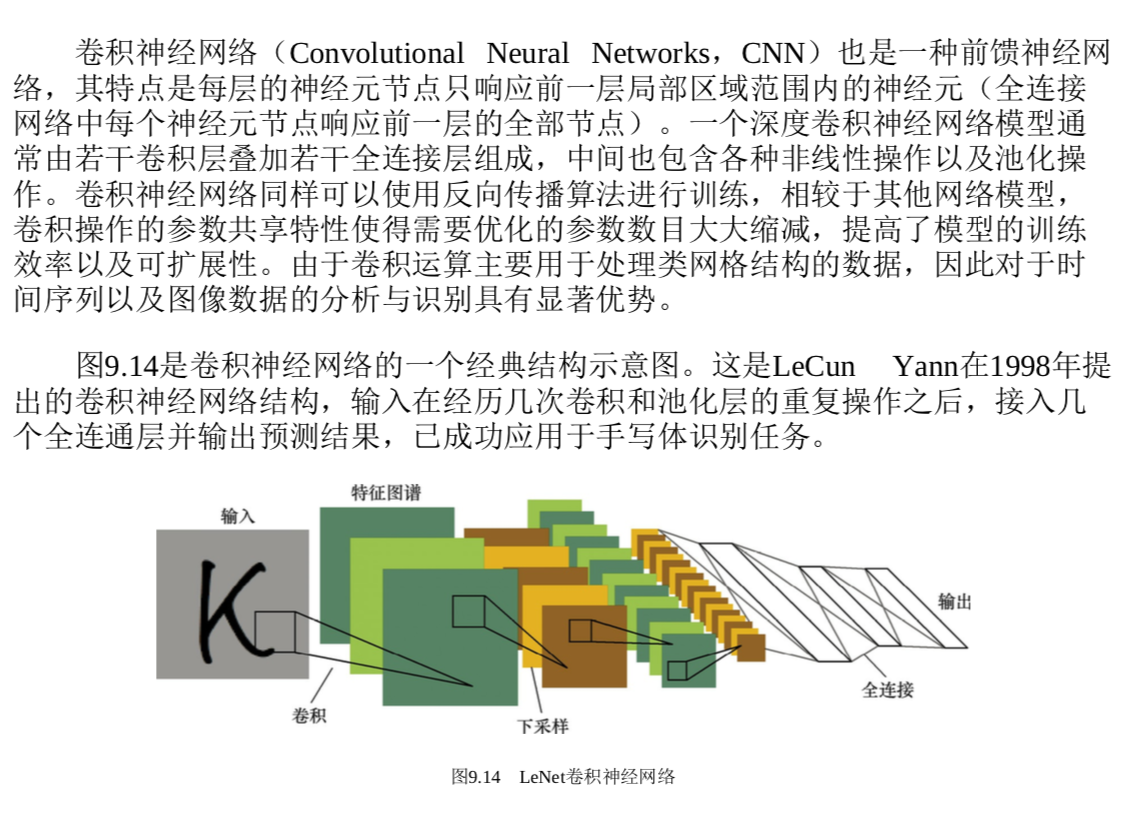 卷积神经网络（Convolutional Neural Networks，CNN）也是一种前馈神经网
络，其特点是每层的神经元节点只响应前一层局部区域范围内的神经元（全连接
网络中每个神经元节点响应前一层的全部节点）。一个深度卷积神经网络模型通
常由若干卷积层叠加若干全连接层组成，中间也包含各种非线性操作以及池化操
作。卷积神经网络同样可以使用反向传播算法进行训练，相较于其他网络模型，
卷积操作的参数共享特性使得需要优化的参数数目大大缩减，提高了模型的训练
效率以及可扩展性。由于卷积运算主要用于处理类网格结构的数据，因此对于时
间序列以及图像数据的分析与识别具有显著优势。
图9.14是卷积神经网络的一个经典结构示意图。这是LeCun Yann在1998年提
出的卷积神经网络结构，输入在经历几次卷积和池化层的重复操作之后，接入几
个全连通层并输出预测结果，已成功应用于手写体识别任务。
特征图谱
输入
K
输出
全连接
卷积
下采样
图9.14 LeNet卷积神经网络